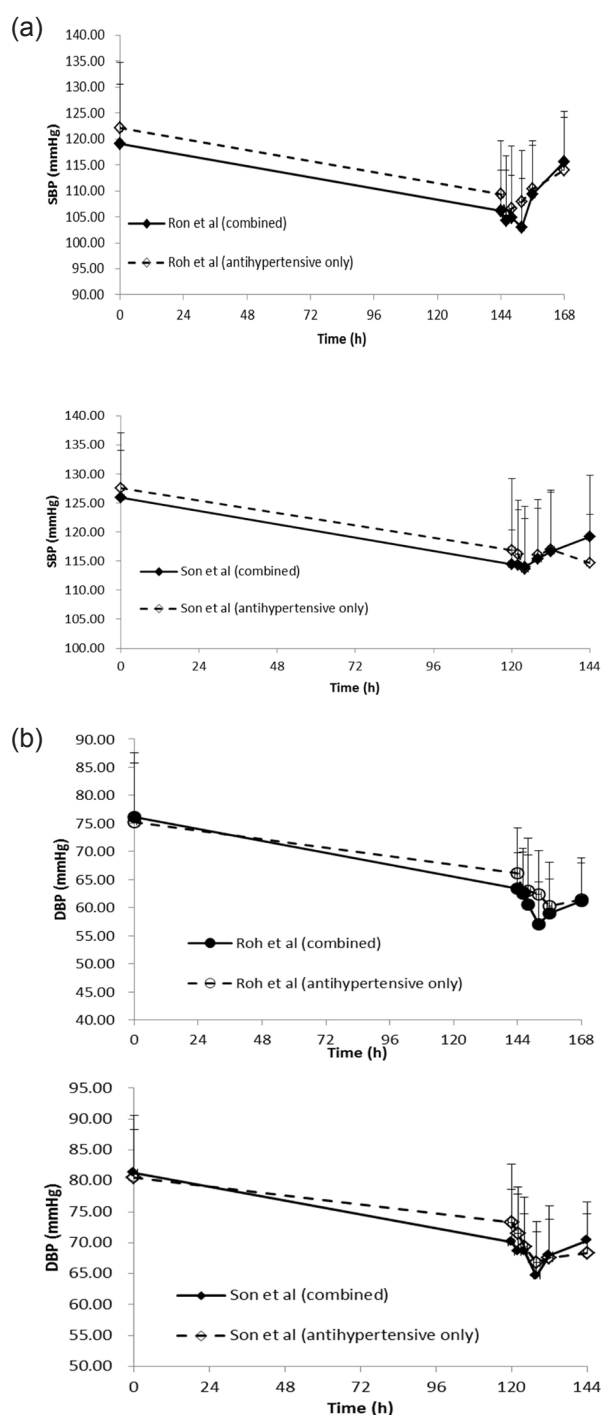 (a)
140.00
135.00
130.00
125.00
120.00
115.00
110.00
105.00
100.00
95.00
90.00
SBP (mmHg)
Ron et al (combined)
Roh et al (antihypertensive only)
0 24 48 72 96 120 144 168
Time (h)
140.00
135.00
130.00
125.00
120.00
115.00
110.00
105.00
100.00
SBP (mmHg)
Son et al (combined)
Son et al (antihypertensive only)
0 24 48 72 96 120 144
Time (h)
(b)
90.00
85.00
80.00
75.00
70.00
65.00
60.00
55.00
50.00
45.00
40.00
DBP (mmHg)
Roh et al (combined)
Roh et al (antihypertensive only)
0 24 48 72 96 120 144 168
Time (h)
95.00
90.00
85.00
80.00
75.00
70.00
65.00
60.00
55.00
50.00
DBP (mmHg)
Son et al (combined)
Son et al (antihypertensive only)
0 24 48 72 96 120 144
Time (h)